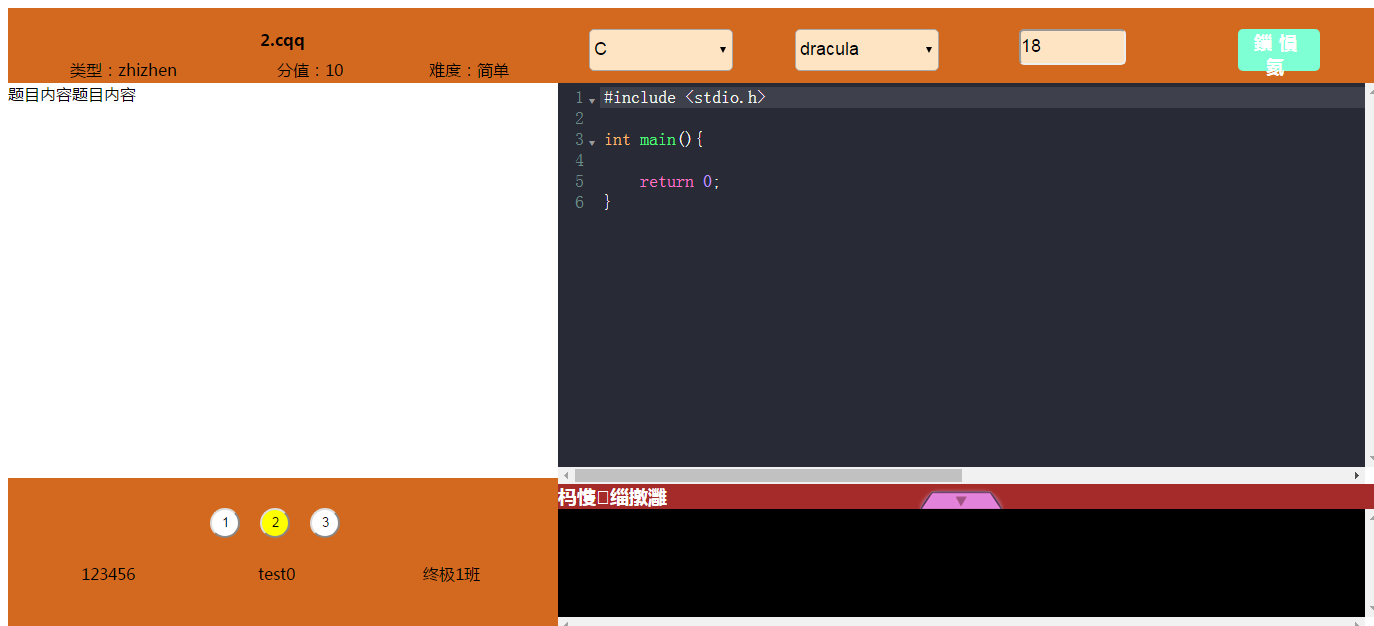 2.cqq
类型：zhizhen 分值：10 难度：简单
C dracula 18
题目内容题目内容
1 #include <stdio.h>
2
3 int main(){
4
5 return 0;
6 }
1 2 3
123456 test0 终极1班